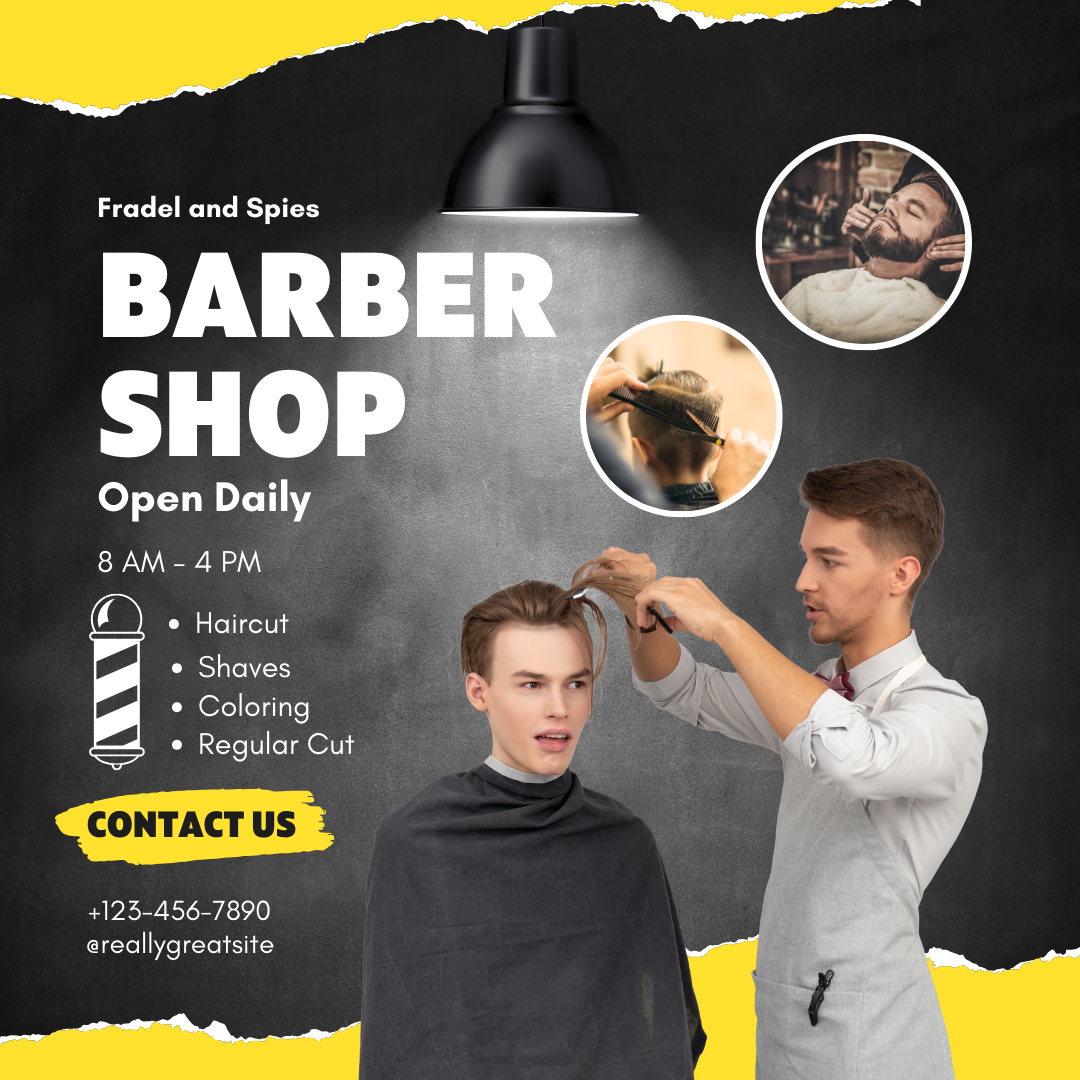 Fradel and Spies
BARBER
SHOP
Open Daily
8 AM - 4 PM
• Haircut
• Shaves
• Coloring
• Regular Cut
CONTACT US
+123-456-7890
@reallygreatsite